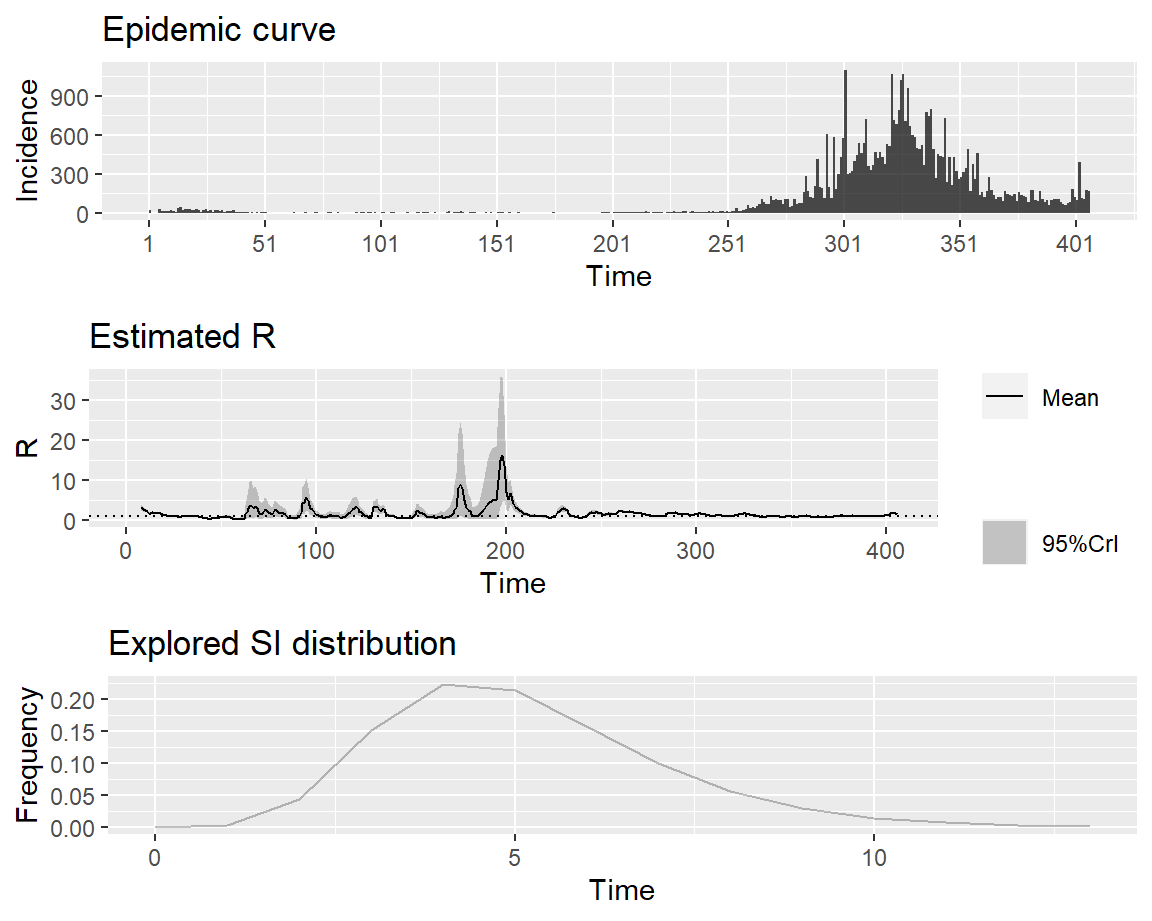 Epidemic curve
Incidence
900
600
300
0
1 51 101 151 201 251 301 351 401
Time
Estimated R
R
30
20
10
0
0 100 200 300 400
Time
Mean
95%CrI
Explored SI distribution
Frequency
0.20
0.15
0.10
0.05
0.00
0 5 10
Time